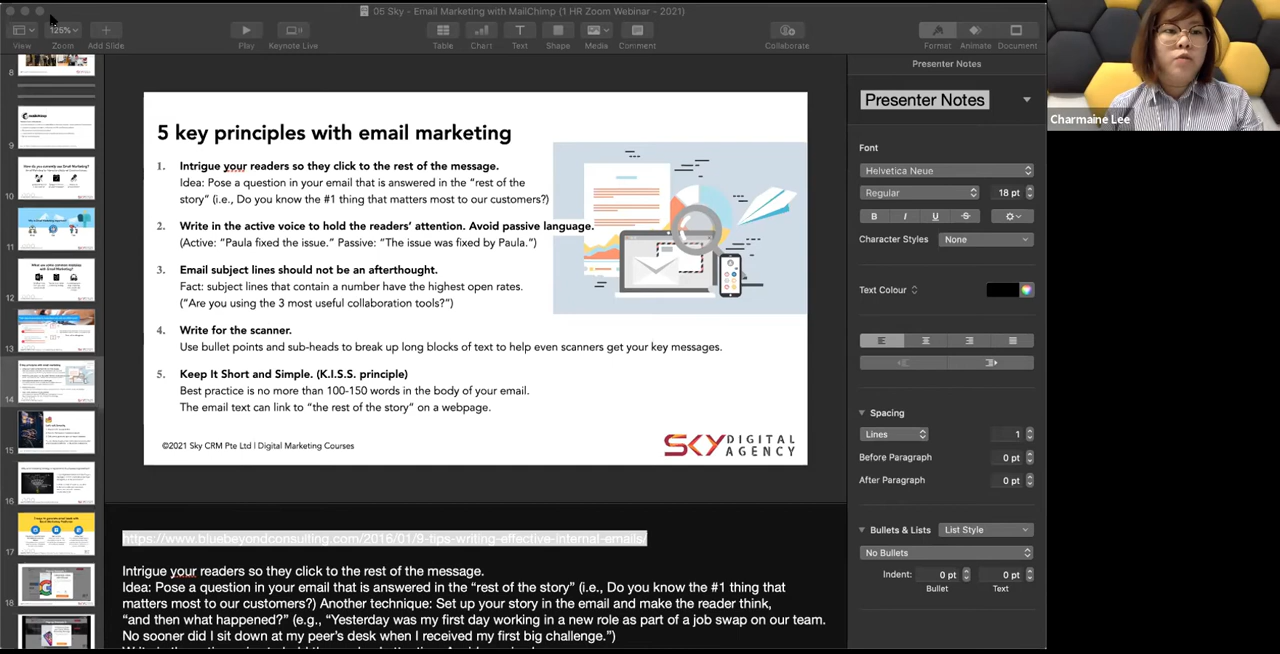 05 Sky - Email Marketing with MailChimp (1 HR Zoom Webinar - 2021)
125%
View
Zoom
Add Slide
Play
Keynote Live
Table
Chart
Text
Shape
Media
Comment
Collaborate
Format
Animate
Document
Presenter Notes
Presenter Notes
Charmaine Lee
8
9
10
11
12
13
14
15
16
17
18
5 key principles with email marketing
1. Intrigue your readers so they click to the rest of the message.
Idea: Pose a question in your email that is answered in the “rest of the
story” (i.e., Do you know the #1 thing that matters most to our customers?)
2. Write in the active voice to hold the readers’ attention. Avoid passive language.
(Active: “Paula fixed the issue.” Passive: “The issue was fixed by Paula.”)
3. Email subject lines should not be an afterthought.
Fact: subject lines that contain a number have the highest open rates.
(“Are you using the 3 most useful collaboration tools?”)
4. Write for the scanner.
Use bullet points and sub-heads to break up long blocks of text to help even scanners get your key messages.
5. Keep It Short and Simple. (K.I.S.S. principle)
Best practice is no more than 100-150 words in the body of your email.
The email text can link to “the rest of the story” on a webpage.
©2021 Sky CRM Pte Ltd | Digital Marketing Courses
SKY DIGITAL
AGENCY
Intrigue your readers so they click to the rest of the message.
Idea: Pose a question in your email that is answered in the “rest of the story” (i.e., Do you know the #1 thing that
matters most to our customers?) Another technique: Set up your story in the email and make the reader think,
“and then what happened?” (e.g., “Yesterday was my first day working in a new role as part of a job swap on our team.
No sooner did I sit down at my peer’s desk when I received my first big challenge.”)
Font
Helvetica Neue
Regular
18 pt
B I U S
Character Styles
None
Text Colour
Spacing
Lines
1
Before Paragraph
0 pt
After Paragraph
0 pt
Bullets & Lists
List Style
No Bullets
Indent:
0 pt
0 pt
Bullet
Text